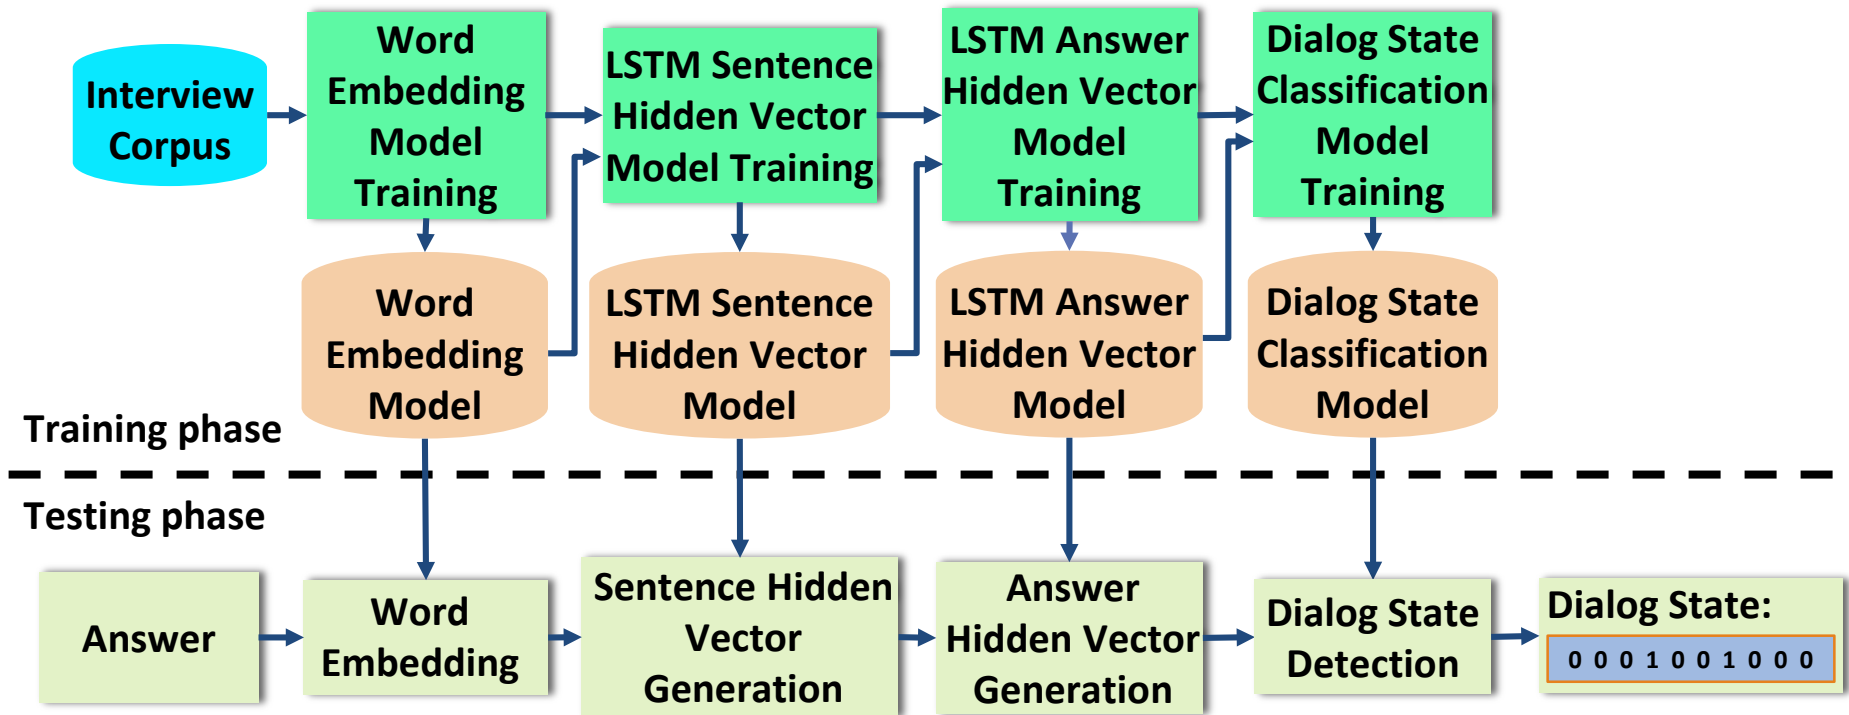 Interview
Corpus
Word
Embedding
Model
Training
LSTM Sentence
Hidden Vector
Model Training
LSTM Answer
Hidden Vector
Model
Training
Dialog State
Classification
Model
Training
Word
Embedding
Model
LSTM Sentence
Hidden Vector
Model
LSTM Answer
Hidden Vector
Model
Dialog State
Classification
Model
Training phase
Testing phase
Answer
Word
Embedding
Sentence Hidden
Vector
Generation
Answer
Hidden Vector
Generation
Dialog State
Detection
Dialog State:
0 0 0 1 0 0 1 0 0 0